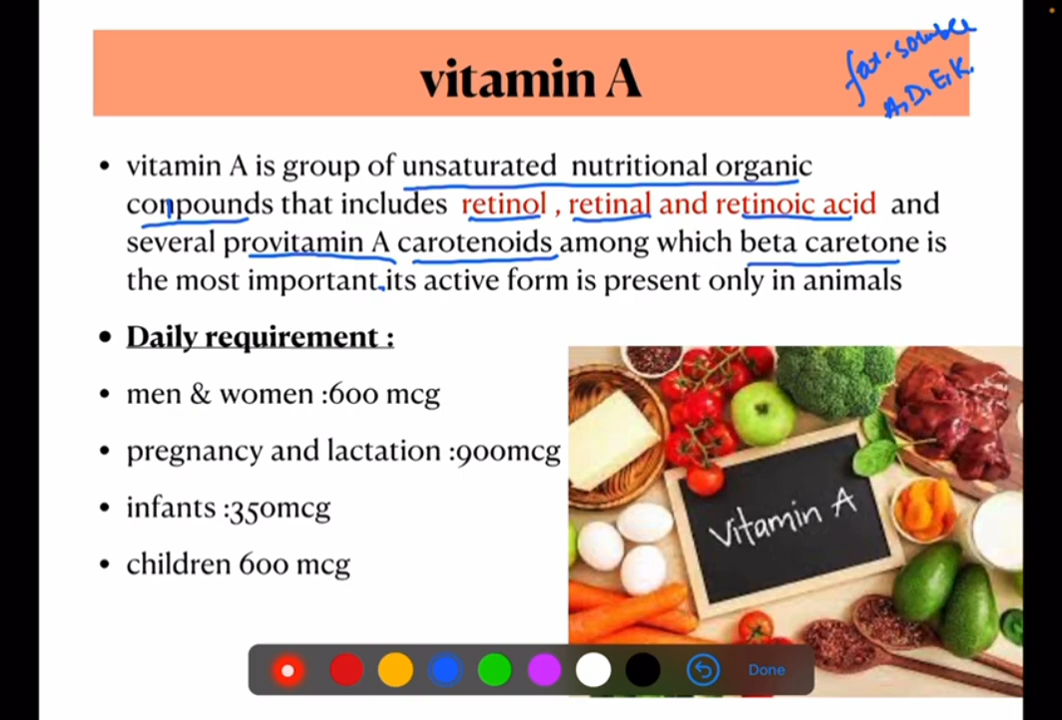 vitamin A
fat-soluble
A, D, E, K.
• vitamin A is group of unsaturated nutritional organic
conpounds that includes retinol , retinal and retinoic acid and
several provitamin A carotenoids among which beta caretone is
the most important.its active form is present only in animals
• Daily requirement :
• men & women :600 mcg
• pregnancy and lactation :900mcg
• infants :350mcg
• children 600 mcg
Vitamin A
Done